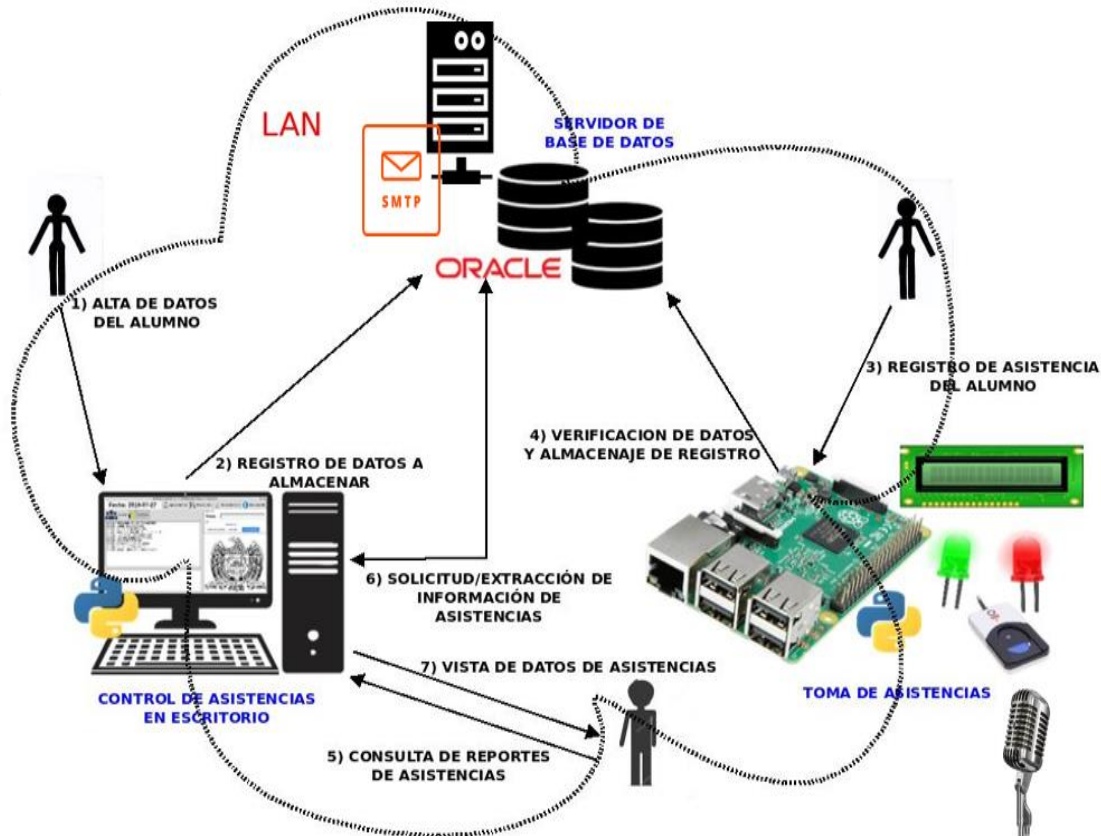 LAN
SERVIDOR DE
BASE DE DATOS
SMTP
ORACLE
1) ALTA DE DATOS
DEL ALUMNO
3) REGISTRO DE ASISTENCIA
DEL ALUMNO
4) VERIFICACION DE DATOS
Y ALMACENAJE DE REGISTRO
2) REGISTRO DE DATOS A
ALMACENAR
6) SOLICITUD/EXTRACCIÓN DE
INFORMACIÓN DE
ASISTENCIAS
7) VISTA DE DATOS DE ASISTENCIAS
CONTROL DE ASISTENCIAS
EN ESCRITORIO
TOMA DE ASISTENCIAS
5) CONSULTA DE REPORTES
DE ASISTENCIAS